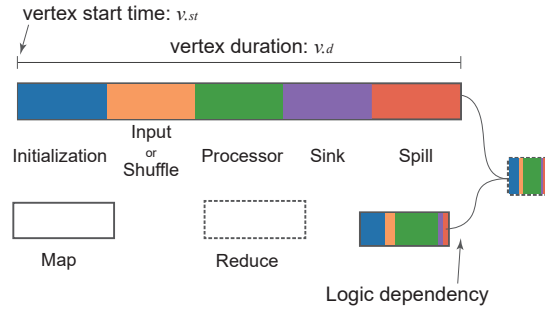 vertex start time: v.st
vertex duration: v.d
Initialization
Input
or
Shuffle
Processor
Sink
Spill
Map
Reduce
Logic dependency